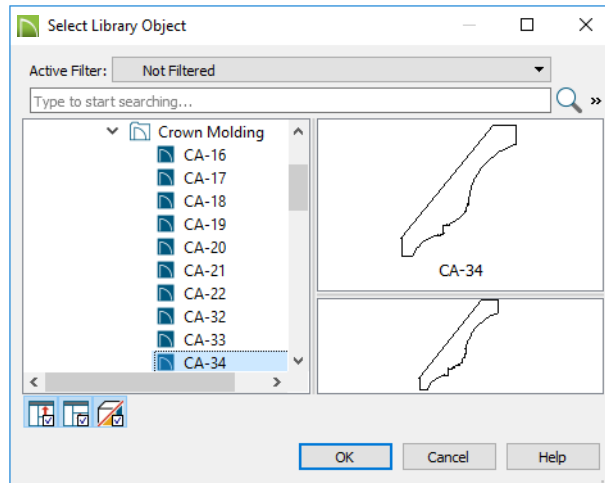 Select Library Object
Active Filter: Not Filtered
Type to start searching...
»
Crown Molding
CA-16
CA-17
CA-18
CA-19
CA-20
CA-21
CA-22
CA-32
CA-33
CA-34
CA-34
OK Cancel Help